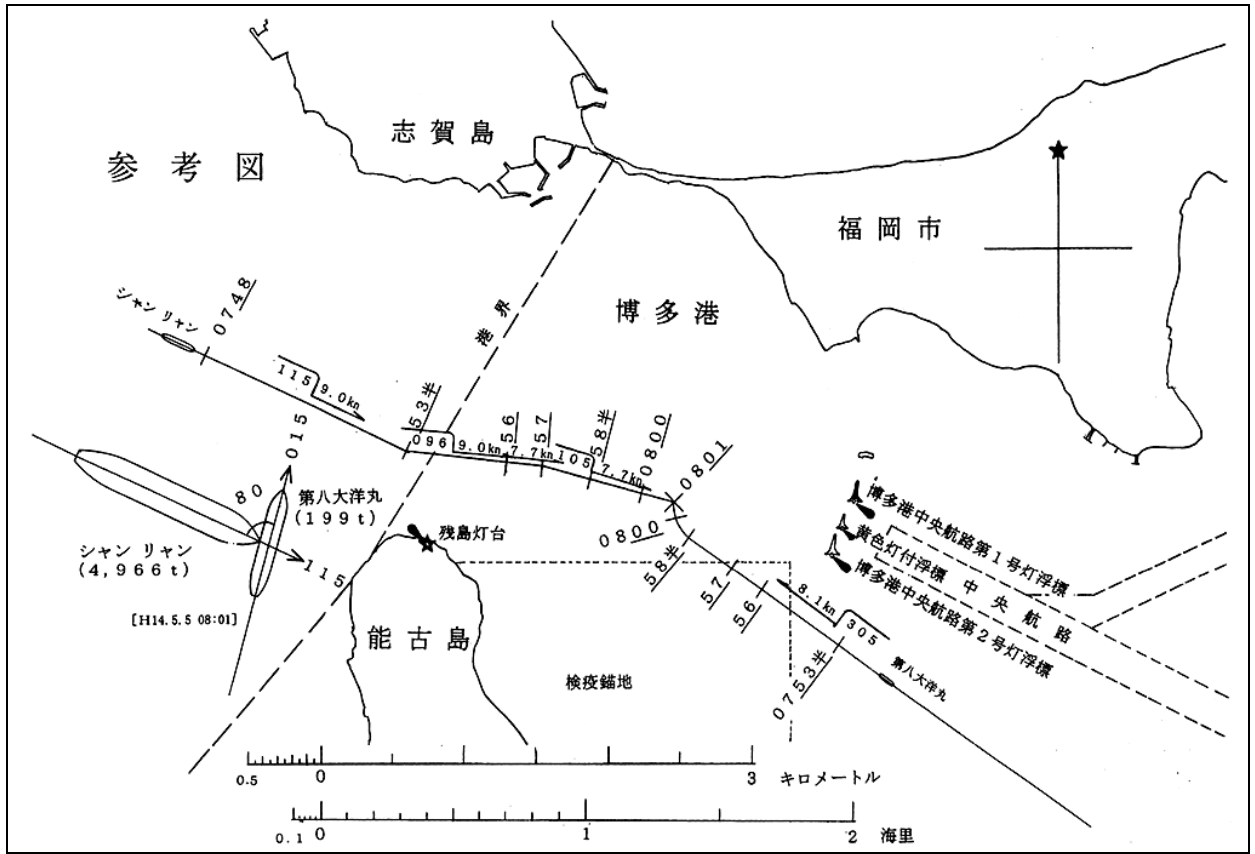 参考図
志賀島
福岡市
博多港
港界
シャン リャン
0748
115
9.0kn
53半
096
9.0kn
56
7.7kn
57
105
58半
7.7kn
0800
0801
015
80
第八大洋丸
(199t)
シャン リャン
(4,966t)
115
[H14.5.5 08:01]
残島灯台
能古島
検疫錨地
0800
58半
57
56
8.1kn
305
0753半
第八大洋丸
博多港中央航路第1号灯浮標
黄色灯付浮標
中央航路
博多港中央航路第2号灯浮標
0.5 0 3 キロメートル
0.1 0 1 2 海里